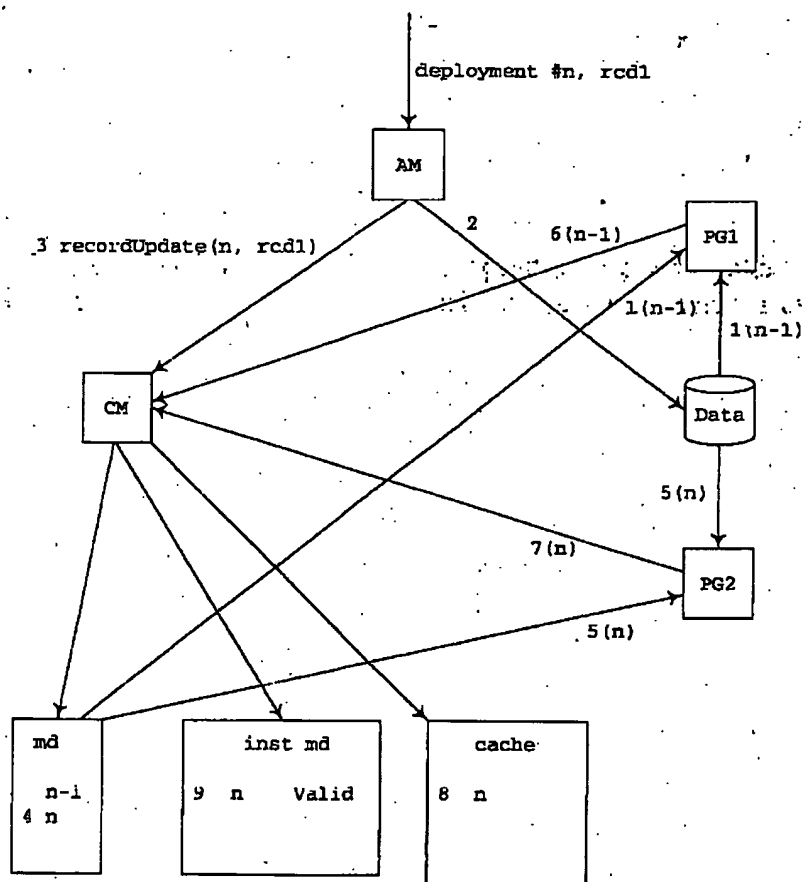 deployment #n, rcd1
AM
2
6(n-1)
PG1
3 recordUpdate(n, rcd1)
1(n-1)
1(n-1)
CM
Data
5(n)
7(n)
PG2
5(n)
md
inst md
cache
n-1
9 n Valid
8 n
4 n